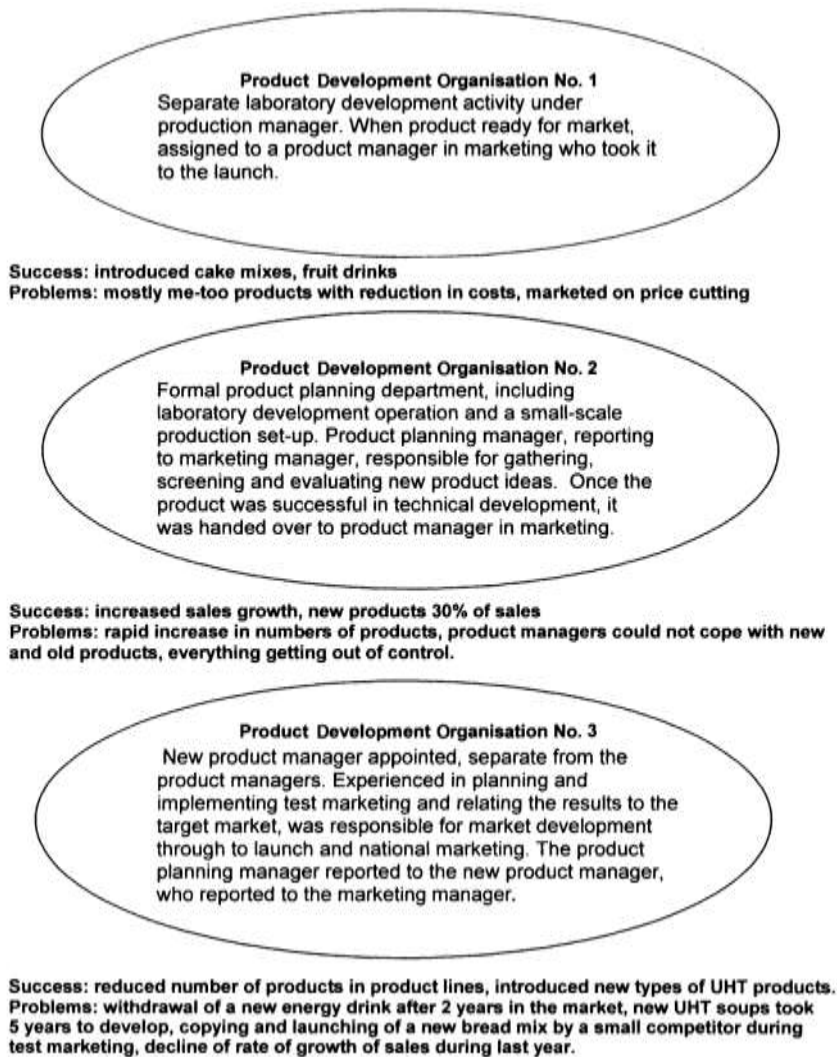 Product Development Organisation No. 1
Separate laboratory development activity under
production manager. When product ready for market,
assigned to a product manager in marketing who took it
to the launch.
Success: introduced cake mixes, fruit drinks
Problems: mostly me-too products with reduction in costs, marketed on price cutting
Product Development Organisation No. 2
Formal product planning department, including
laboratory development operation and a small-scale
production set-up. Product planning manager, reporting
to marketing manager, responsible for gathering,
screening and evaluating new product ideas. Once the
product was successful in technical development, it
was handed over to product manager in marketing.
Success: increased sales growth, new products 30% of sales
Problems: rapid increase in numbers of products, product managers could not cope with new
and old products, everything getting out of control.
Product Development Organisation No. 3
New product manager appointed, separate from the
product managers. Experienced in planning and
implementing test marketing and relating the results to the
target market, was responsible for market development
through to launch and national marketing. The product
planning manager reported to the new product manager,
who reported to the marketing manager.
Success: reduced number of products in product lines, introduced new types of UHT products.
Problems: withdrawal of a new energy drink after 2 years in the market, new UHT soups took
5 years to develop, copying and launching of a new bread mix by a small competitor during
test marketing, decline of rate of growth of sales during last year.